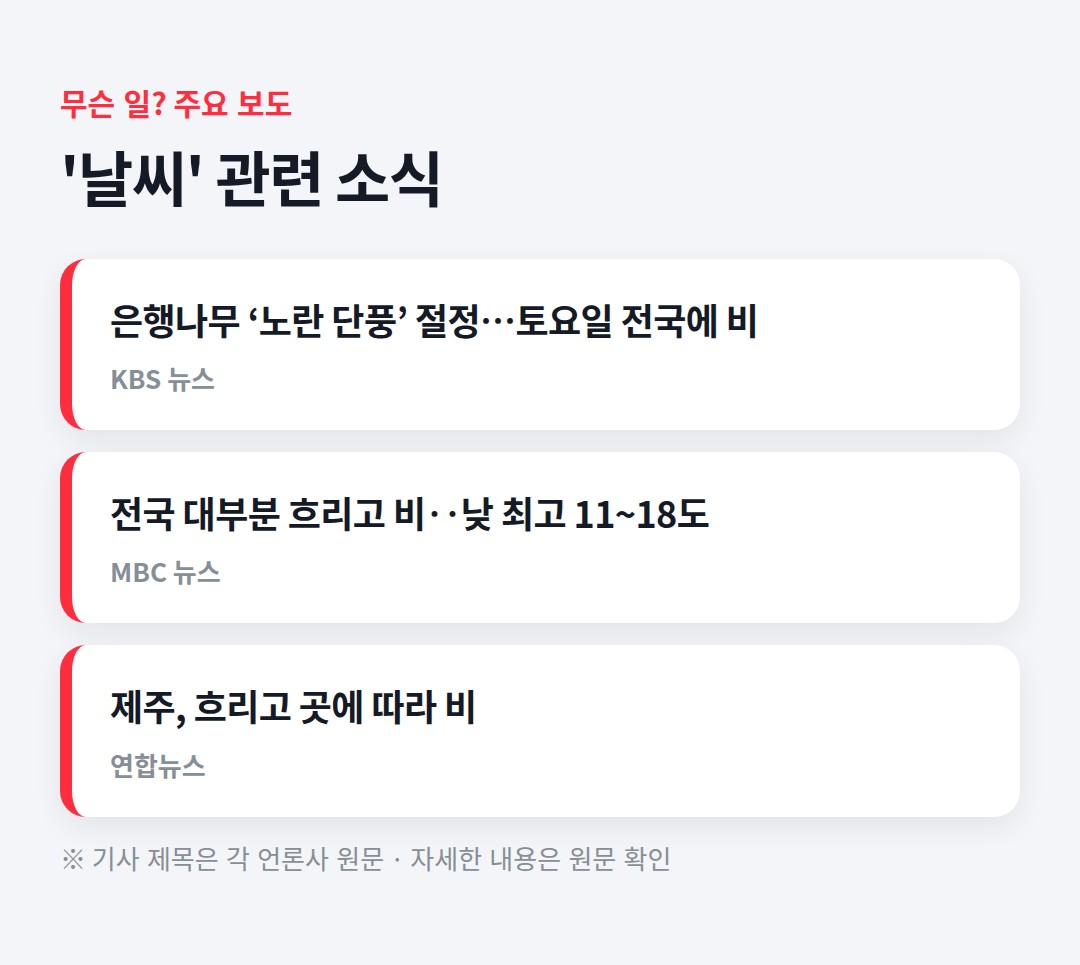 무슨 일? 주요 보도
'날씨' 관련 소식
은행나무 ‘노란 단풍’ 절정…토요일 전국에 비
KBS 뉴스
전국 대부분 흐리고 비‥낮 최고 11~18도
MBC 뉴스
제주, 흐리고 곳에 따라 비
연합뉴스
※ 기사 제목은 각 언론사 원문 · 자세한 내용은 원문 확인